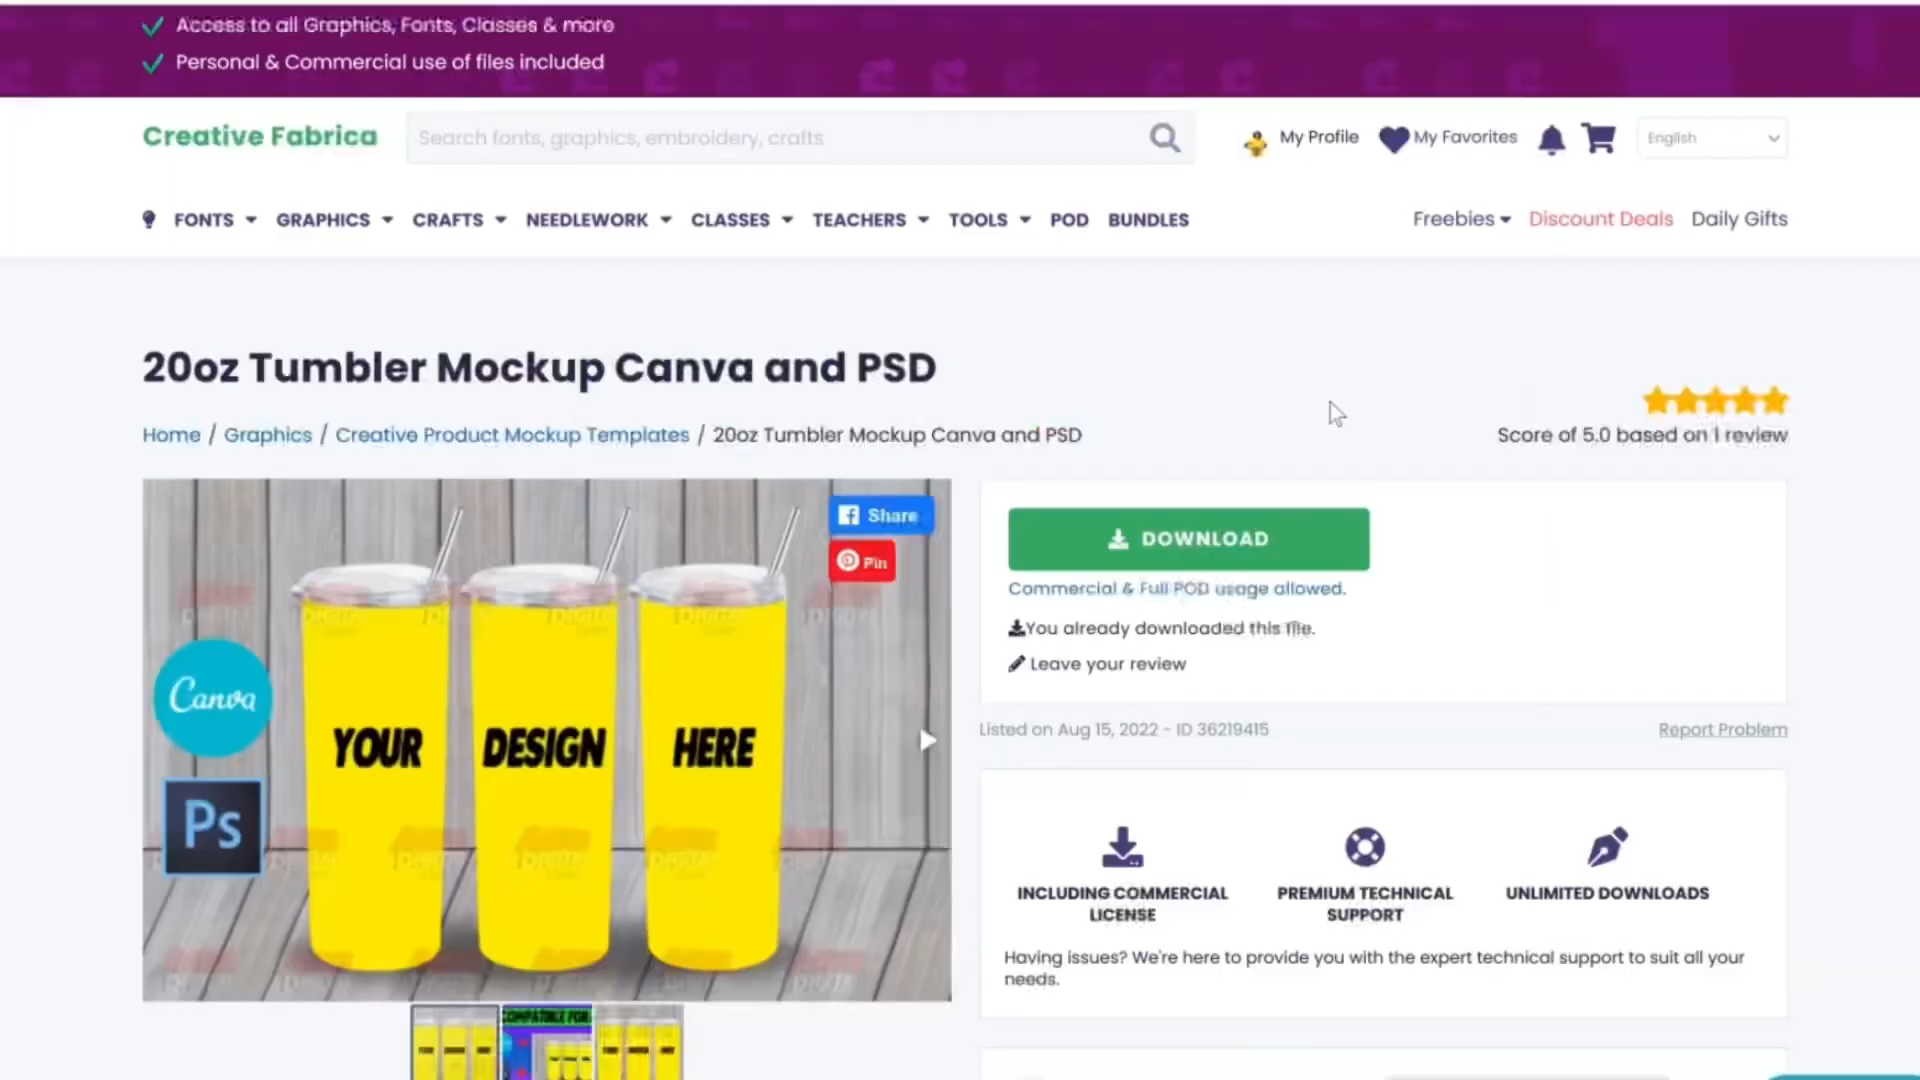 Access to all Graphics, Fonts, Classes & more
Personal & Commercial use of files included
Creative Fabrica
Search fonts, graphics, embroidery, crafts
My Profile
My Favorites
English
FONTS
GRAPHICS
CRAFTS
NEEDLEWORK
CLASSES
TEACHERS
TOOLS
POD
BUNDLES
Freebies
Discount Deals
Daily Gifts
20oz Tumbler Mockup Canva and PSD
Home / Graphics / Creative Product Mockup Templates / 20oz Tumbler Mockup Canva and PSD
Score of 5.0 based on 1 review
Share
Pin
Canva
Ps
YOUR
DESIGN
HERE
DOWNLOAD
Commercial & Full POD usage allowed.
You already downloaded this file.
Leave your review
Listed on Aug 15, 2022 - ID 36219415
Report Problem
INCLUDING COMMERCIAL
LICENSE
PREMIUM TECHNICAL
SUPPORT
UNLIMITED DOWNLOADS
Having issues? We're here to provide you with the expert technical support to suit all your
needs.
COMPATIBLE FOR